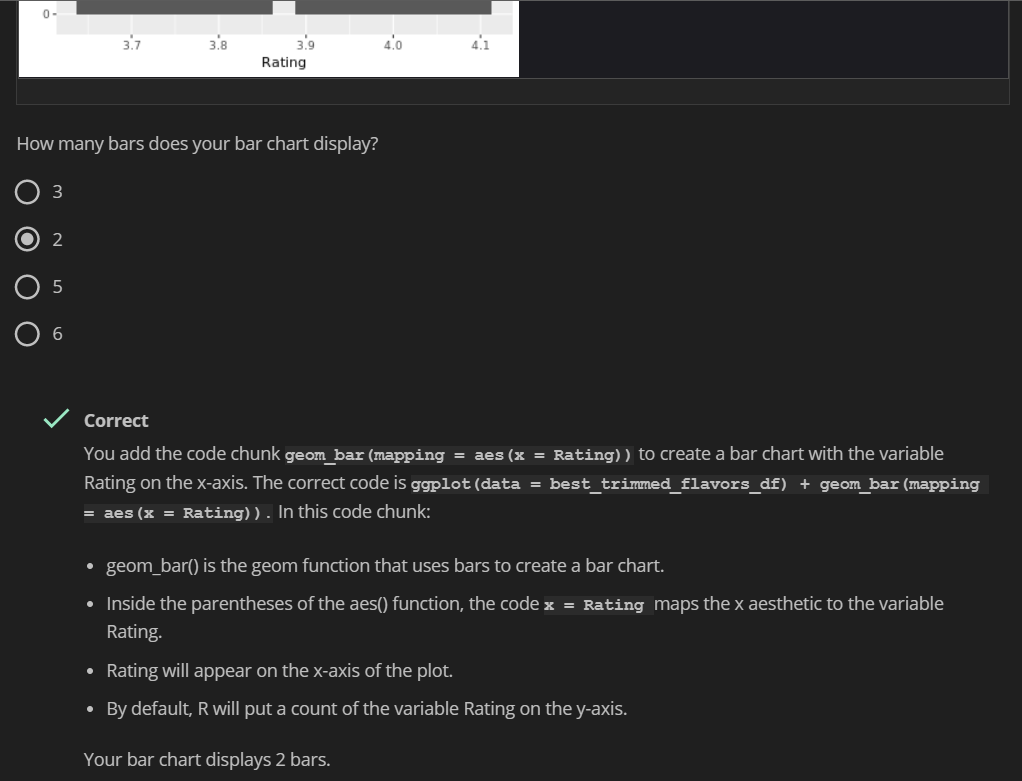 0
3.7 3.8 3.9 4.0 4.1
Rating
How many bars does your bar chart display?
3
2
5
6
Correct
You add the code chunk geom_bar(mapping = aes(x = Rating)) to create a bar chart with the variable
Rating on the x-axis. The correct code is ggplot(data = best_trimmed_flavors_df) + geom_bar(mapping
= aes(x = Rating)). In this code chunk:
• geom_bar() is the geom function that uses bars to create a bar chart.
• Inside the parentheses of the aes() function, the code x = Rating maps the x aesthetic to the variable
Rating.
• Rating will appear on the x-axis of the plot.
• By default, R will put a count of the variable Rating on the y-axis.
Your bar chart displays 2 bars.